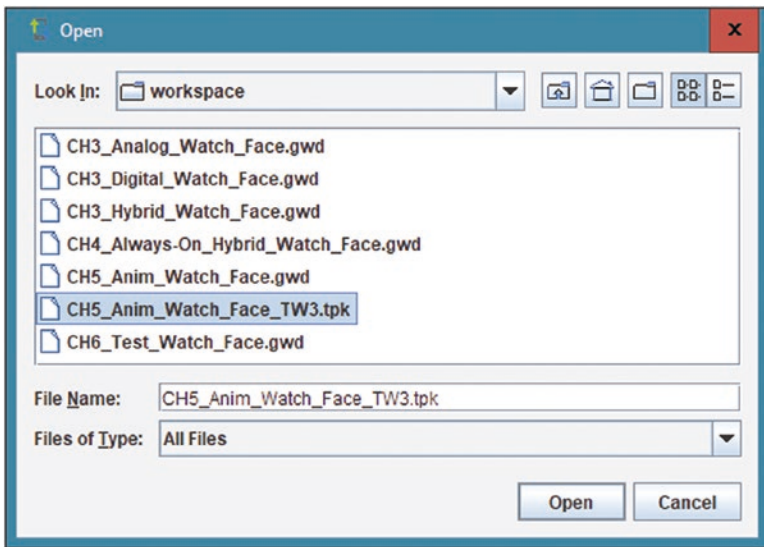 Open
Look In: workspace
CH3_Analog_Watch_Face.gwd
CH3_Digital_Watch_Face.gwd
CH3_Hybrid_Watch_Face.gwd
CH4_Always-On_Hybrid_Watch_Face.gwd
CH5_Anim_Watch_Face.gwd
CH5_Anim_Watch_Face_TW3.tpk
CH6_Test_Watch_Face.gwd
File Name: CH5_Anim_Watch_Face_TW3.tpk
Files of Type: All Files
Open Cancel